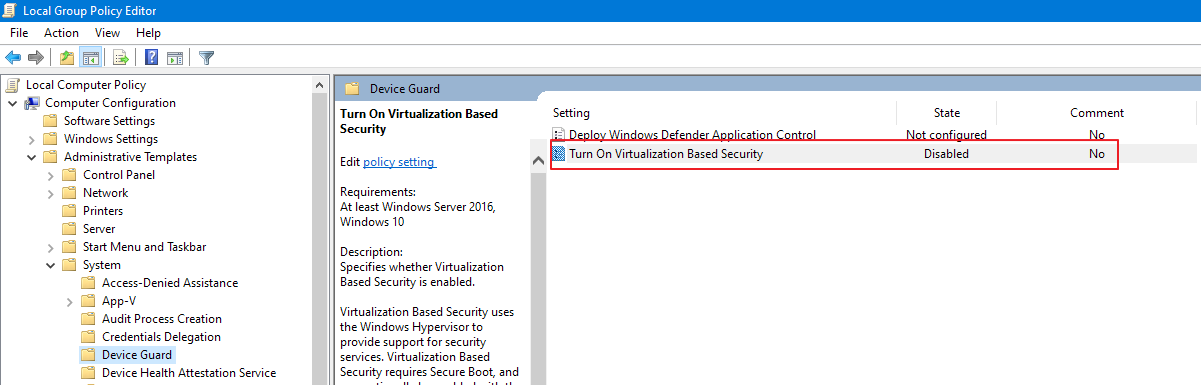 Local Group Policy Editor
File Action View Help
Local Computer Policy
Computer Configuration
Software Settings
Windows Settings
Administrative Templates
Control Panel
Network
Printers
Server
Start Menu and Taskbar
System
Access-Denied Assistance
App-V
Audit Process Creation
Credentials Delegation
Device Guard
Device Health Attestation Service
Device Guard
Turn On Virtualization Based
Security
Edit policy setting
Requirements:
At least Windows Server 2016,
Windows 10
Description:
Specifies whether Virtualization
Based Security is enabled.
Virtualization Based Security uses
the Windows Hypervisor to
provide support for security
services. Virtualization Based
Security requires Secure Boot, and
Setting State Comment
Deploy Windows Defender Application Control Not configured No
Turn On Virtualization Based Security Disabled No